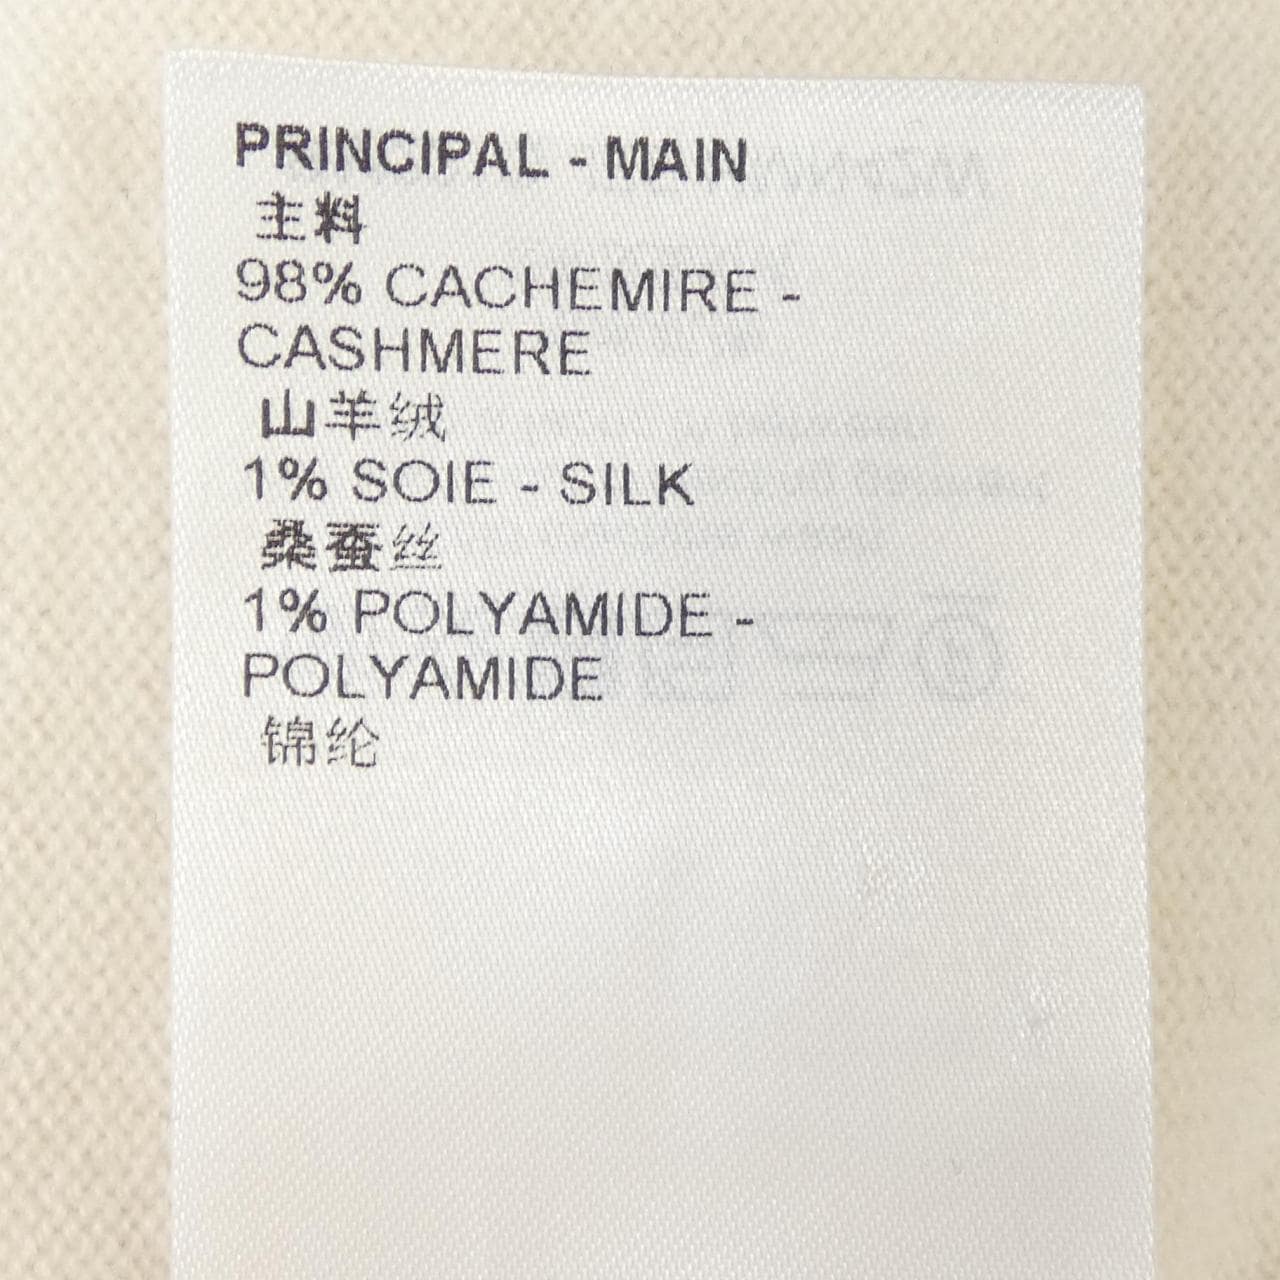 PRINCIPAL - MAIN
主料
98% CACHEMIRE -
CASHMERE
山羊绒
1% SOIE - SILK
桑蚕丝
1% POLYAMIDE -
POLYAMIDE
锦纶